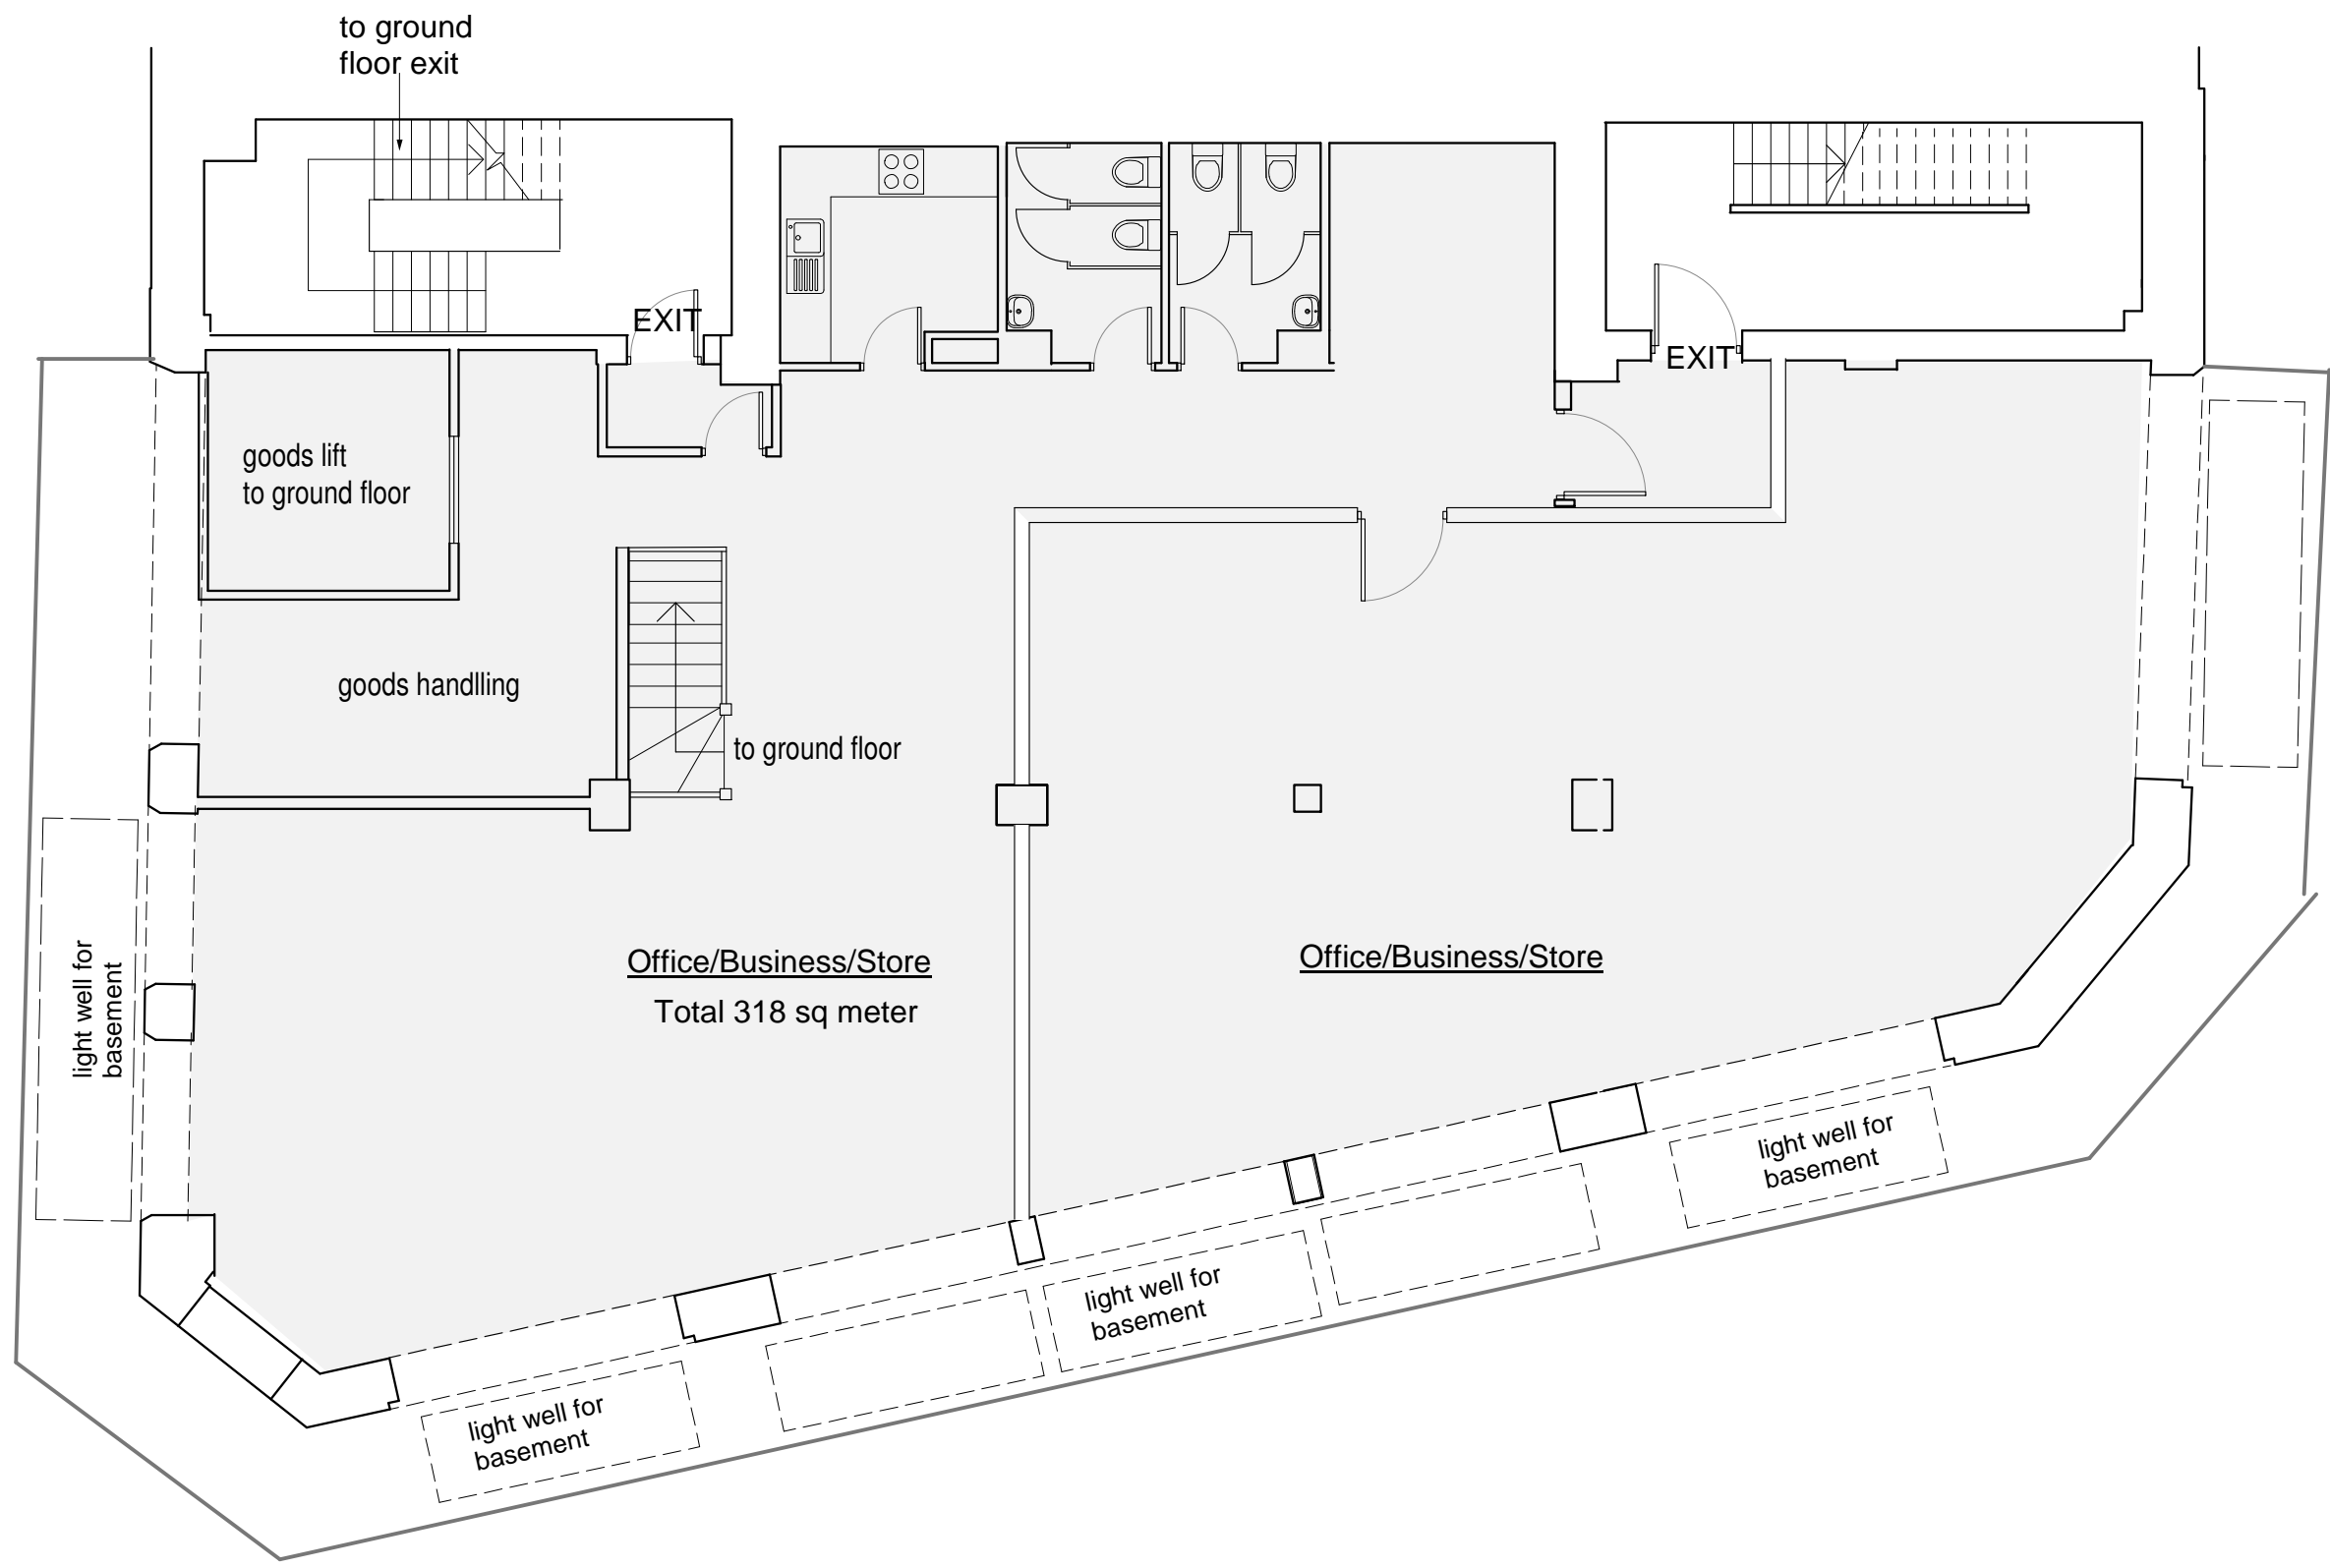 to ground
floor exit
EXIT
EXIT
goods lift
to ground floor
goods handlling
to ground floor
Office/Business/Store
Total 318 sq meter
Office/Business/Store
light well for
basement
light well for
basement
light well for
basement
light well for
basement